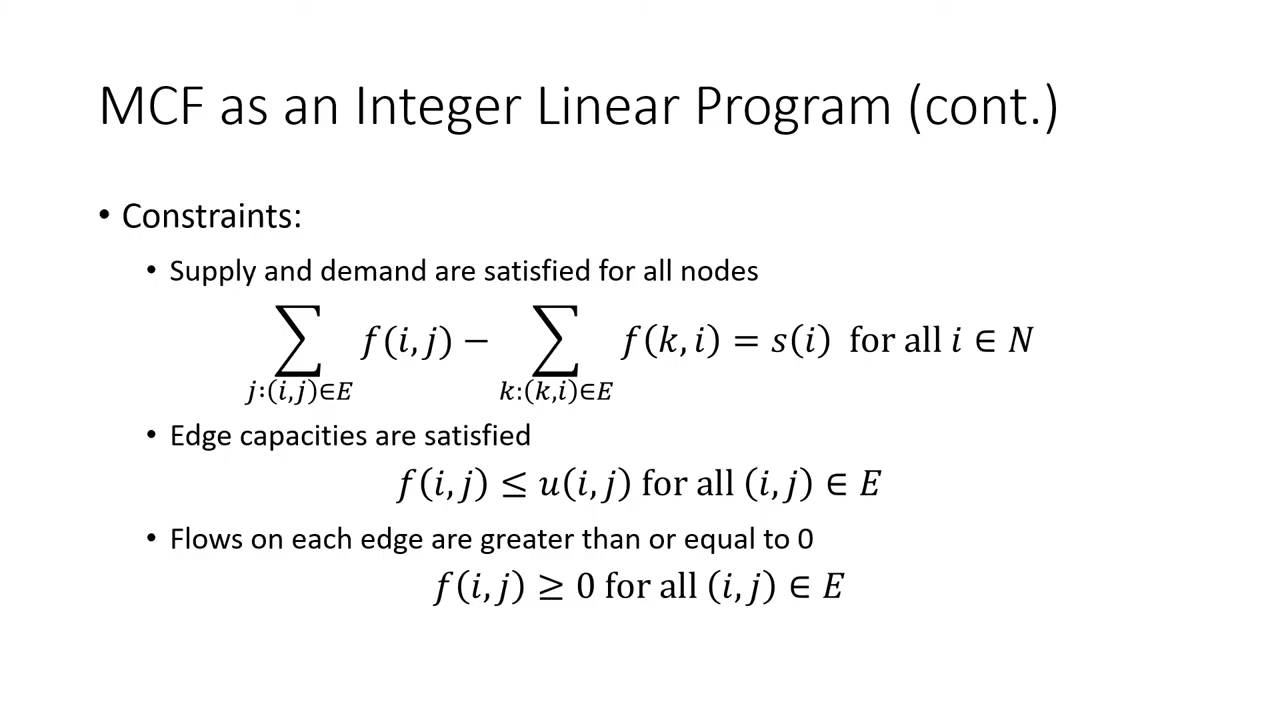 MCF as an Integer Linear Program (cont.)
• Constraints:
• Supply and demand are satisfied for all nodes
∑_{j:(i,j)∈E} f(i,j) − ∑_{k:(k,i)∈E} f(k,i) = s(i) for all i ∈ N
• Edge capacities are satisfied
f(i,j) ≤ u(i,j) for all (i,j) ∈ E
• Flows on each edge are greater than or equal to 0
f(i,j) ≥ 0 for all (i,j) ∈ E